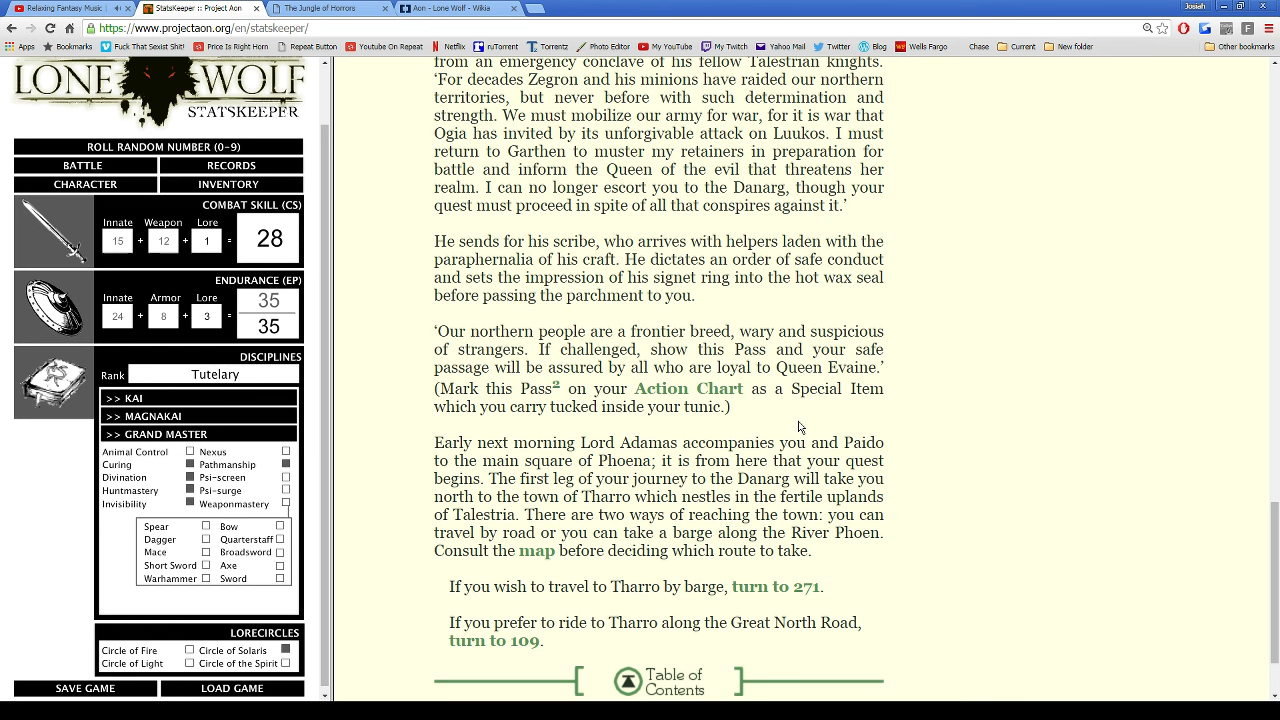 Relaxing Fantasy Music
StatsKeeper :: Project Aon
The Jungle of Horrors
Aon - Lone Wolf - Wikia
Josiah
https://www.projectaon.org/en/statskeeper/
Apps Bookmarks Fuck That Sexist Shit! Price Is Right Horn Repeat Button Youtube On Repeat Netflix ruTorrent Torrentz Photo Editor My YouTube My Twitch Yahoo Mail Twitter Blog Wells Fargo Chase Current New folder Other bookmarks
LONE WOLF
STATSKEEPER
ROLL RANDOM NUMBER (0-9)
BATTLE RECORDS
CHARACTER INVENTORY
COMBAT SKILL (CS)
Innate Weapon Lore
15 + 12 + 1 = 28
ENDURANCE (EP)
Innate Armor Lore
24 + 8 + 3 = 35
35
DISCIPLINES
Rank Tutelary
>> KAI
>> MAGNAKAI
>> GRAND MASTER
Animal Control Nexus
Curing Pathmanship
Divination Psi-screen
Huntmastery Psi-surge
Invisibility Weaponmastery
Spear Bow
Dagger Quarterstaff
Mace Broadsword
Short Sword Axe
Warhammer Sword
LORECIRCLES
Circle of Fire Circle of Solaris
Circle of Light Circle of the Spirit
SAVE GAME LOAD GAME
from an emergency conclave of his fellow Talestrian knights.
‘For decades Zegron and his minions have raided our northern
territories, but never before with such determination and
strength. We must mobilize our army for war, for it is war that
Ogia has invited by its unforgivable attack on Luukos. I must
return to Garthen to muster my retainers in preparation for
battle and inform the Queen of the evil that threatens her
realm. I can no longer escort you to the Danarg, though your
quest must proceed in spite of all that conspires against it.’
He sends for his scribe, who arrives with helpers laden with the
paraphernalia of his craft. He dictates an order of safe conduct
and sets the impression of his signet ring into the hot wax seal
before passing the parchment to you.
‘Our northern people are a frontier breed, wary and suspicious
of strangers. If challenged, show this Pass and your safe
passage will be assured by all who are loyal to Queen Evaine.’
(Mark this Pass² on your Action Chart as a Special Item
which you carry tucked inside your tunic.)
Early next morning Lord Adamas accompanies you and Paido
to the main square of Phoena; it is from here that your quest
begins. The first leg of your journey to the Danarg will take you
north to the town of Tharro which nestles in the fertile uplands
of Talestria. There are two ways of reaching the town: you can
travel by road or you can take a barge along the River Phoen.
Consult the map before deciding which route to take.
If you wish to travel to Tharro by barge, turn to 271.
If you prefer to ride to Tharro along the Great North Road,
turn to 109.
Table of
Contents